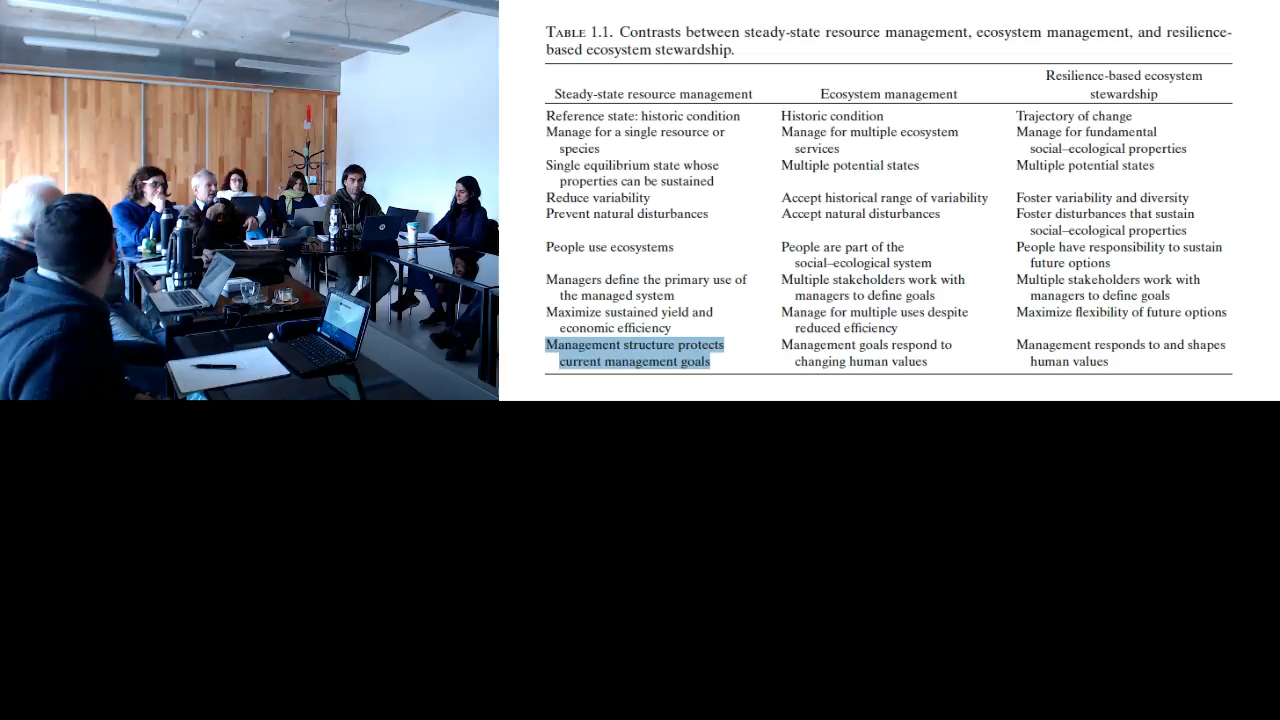 TABLE 1.1. Contrasts between steady-state resource management, ecosystem management, and resilience-
based ecosystem stewardship.
Resilience-based ecosystem
Steady-state resource management Ecosystem management stewardship
Reference state: historic condition Historic condition Trajectory of change
Manage for a single resource or Manage for multiple ecosystem Manage for fundamental
species services social–ecological properties
Single equilibrium state whose Multiple potential states Multiple potential states
properties can be sustained
Reduce variability Accept historical range of variability Foster variability and diversity
Prevent natural disturbances Accept natural disturbances Foster disturbances that sustain
social–ecological properties
People use ecosystems People are part of the People have responsibility to sustain
social–ecological system future options
Managers define the primary use of Multiple stakeholders work with Multiple stakeholders work with
the managed system managers to define goals managers to define goals
Maximize sustained yield and Manage for multiple uses despite Maximize flexibility of future options
economic efficiency reduced efficiency
Management structure protects Management goals respond to Management responds to and shapes
current management goals changing human values human values